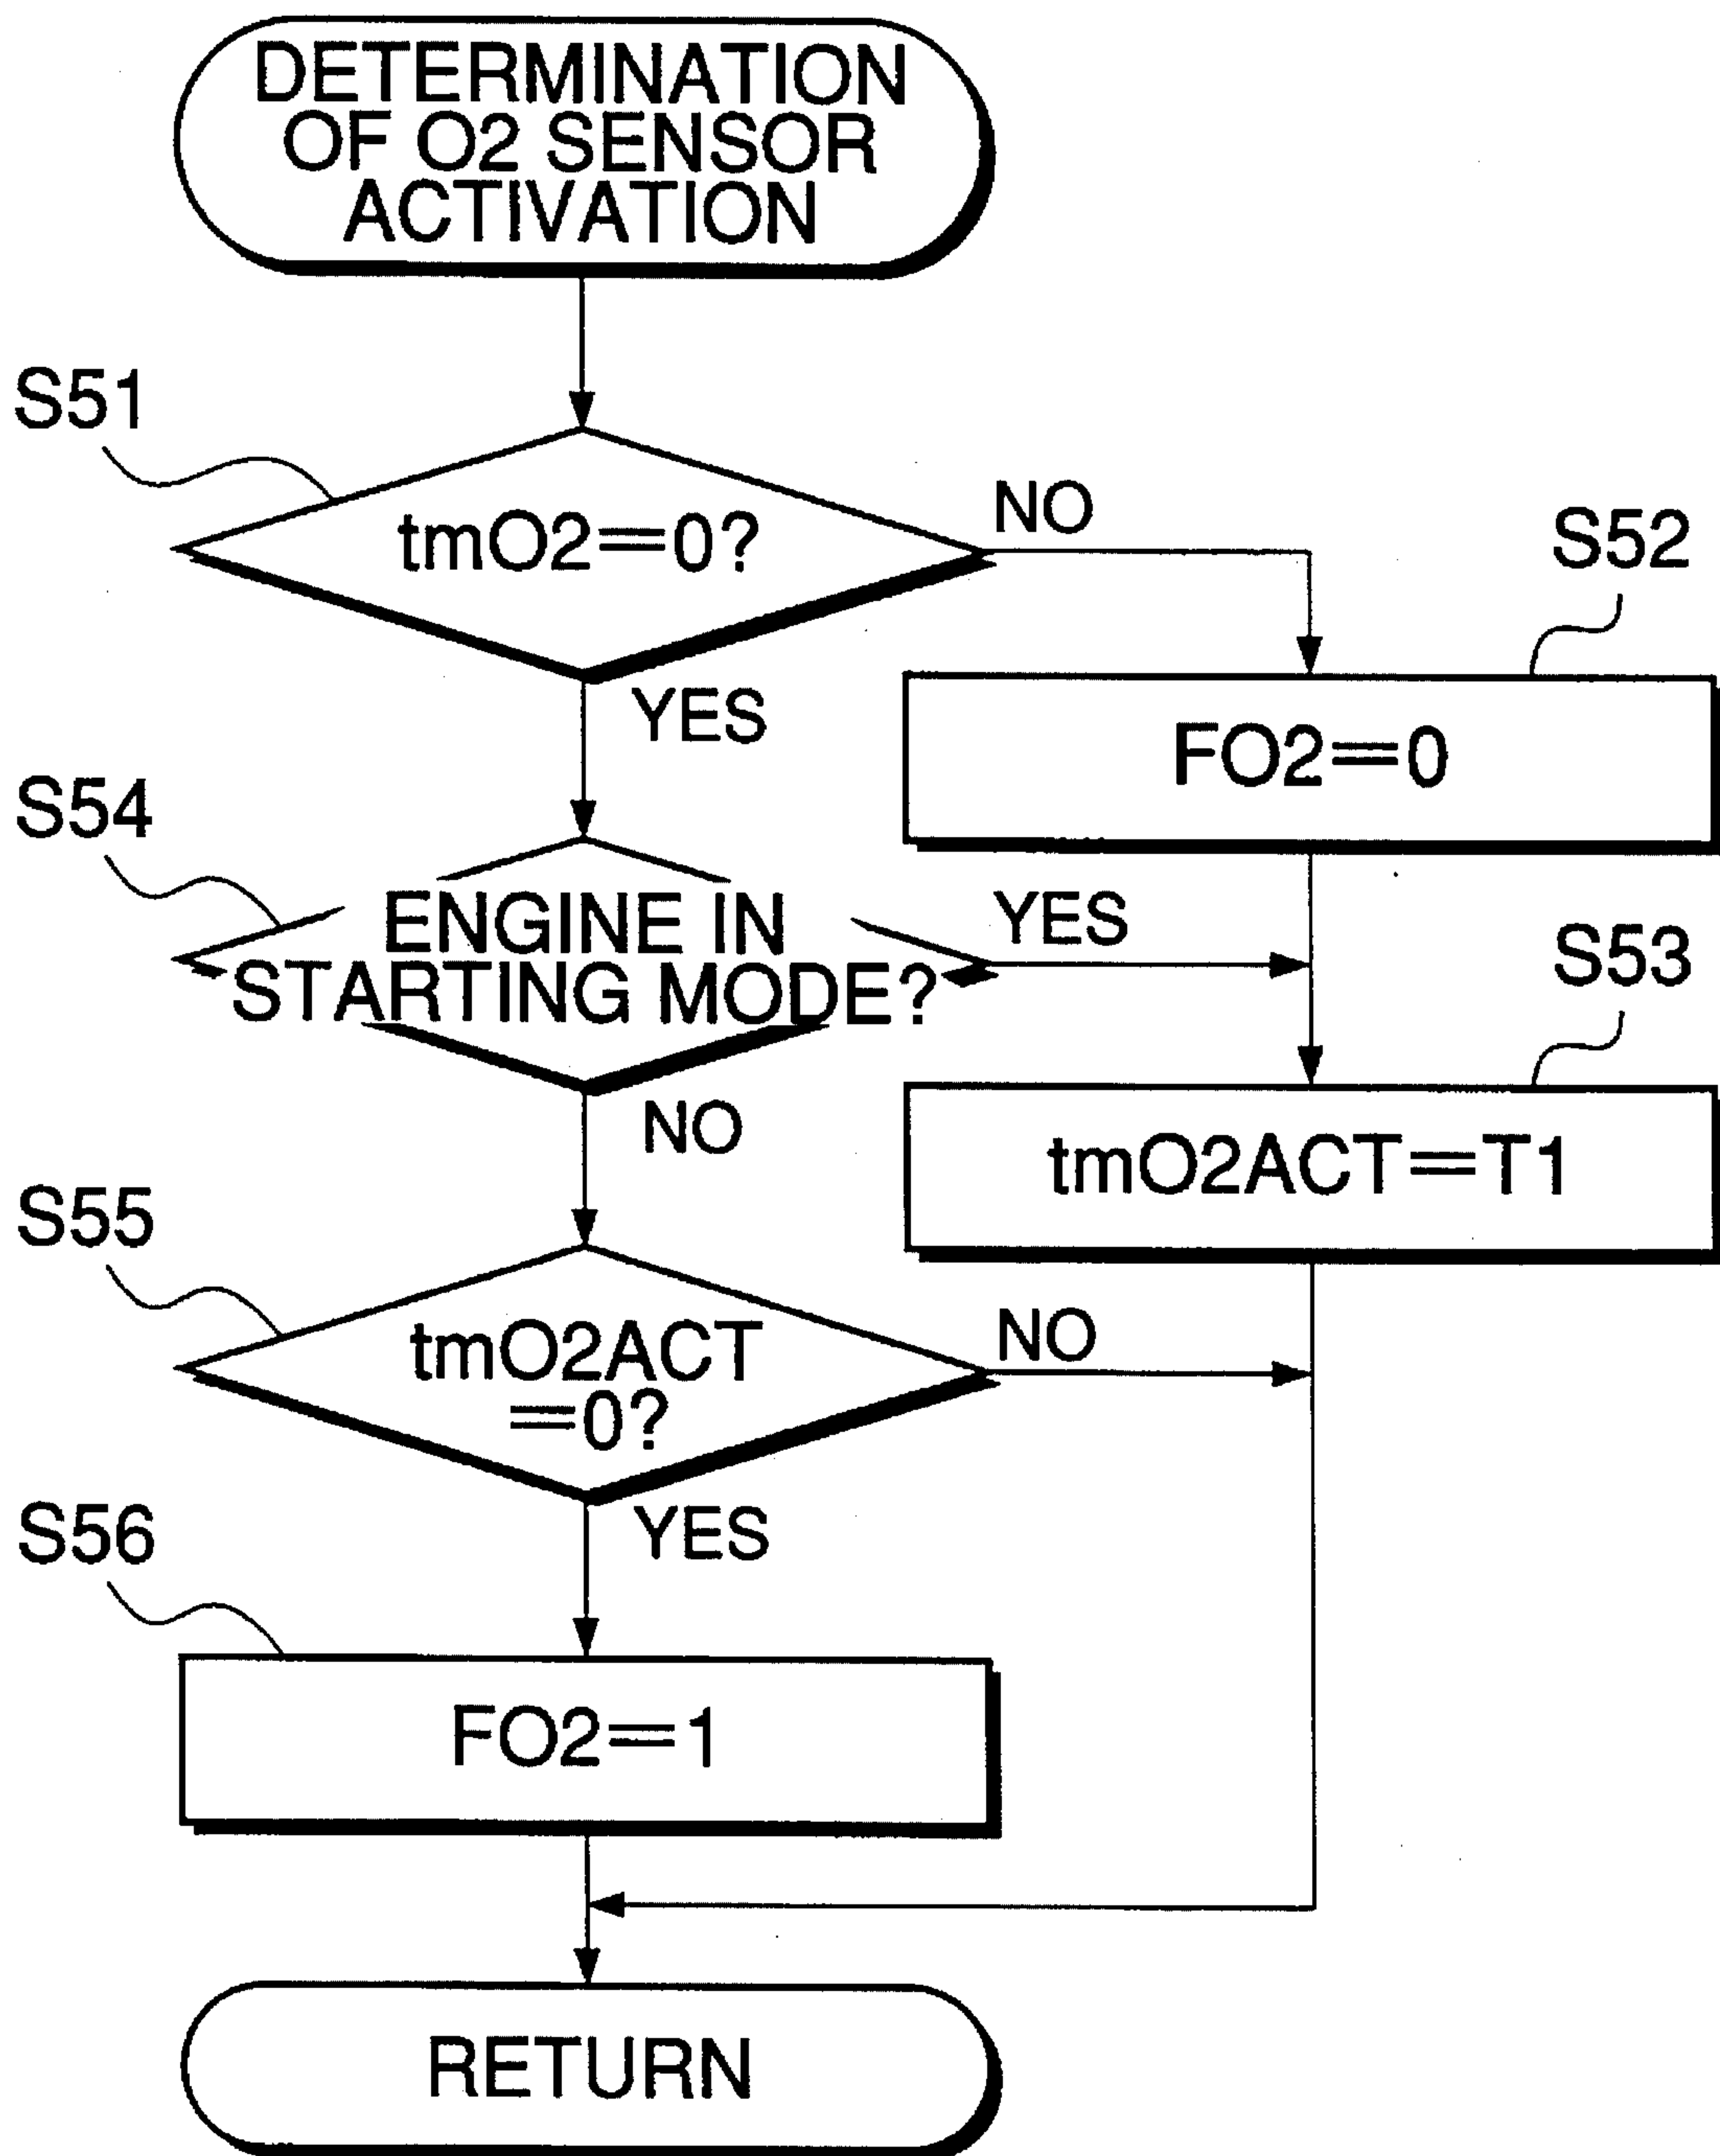 DETERMINATION
OF O2 SENSOR
ACTIVATION
S51
tmO2=0?
NO
YES
S52
FO2=0
S54
ENGINE IN
STARTING MODE?
YES
NO
S53
tmO2ACT=T1
S55
tmO2ACT
=0?
NO
YES
S56
FO2=1
RETURN